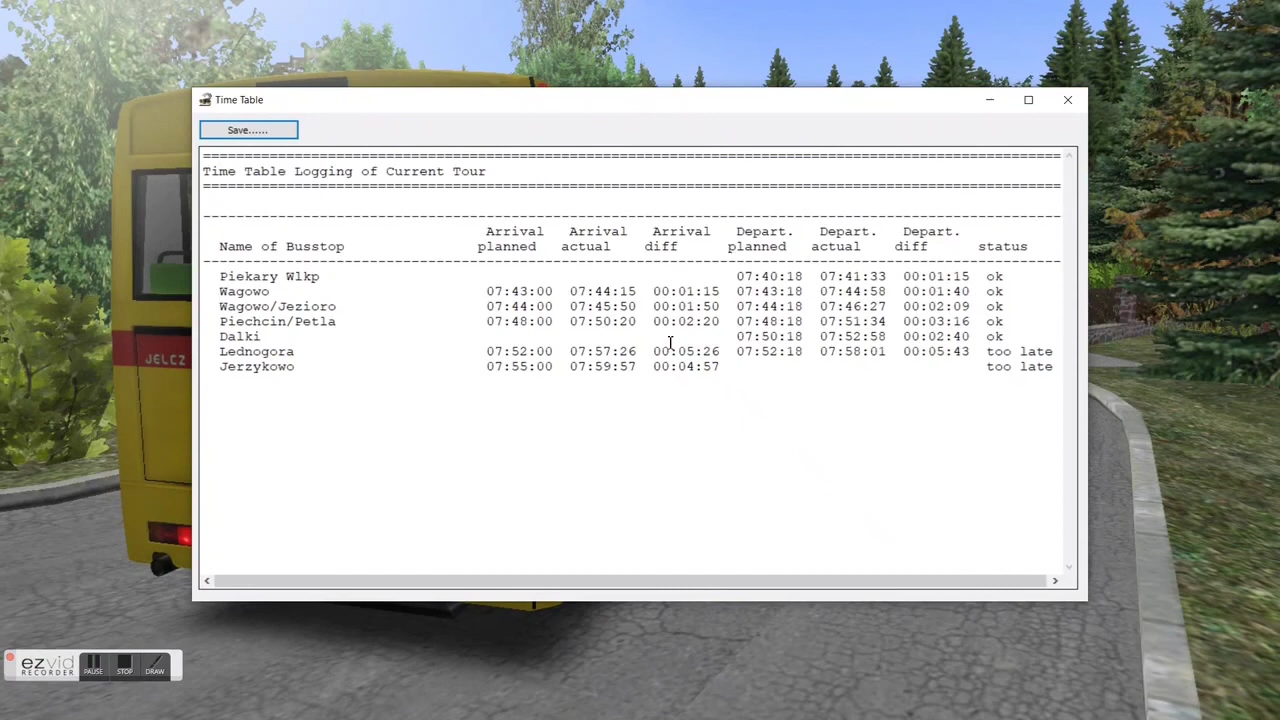 Time Table
Save......
Time Table Logging of Current Tour
Arrival Arrival Arrival Depart. Depart. Depart.
Name of Busstop planned actual diff planned actual diff status
Piekary Wlkp 07:40:18 07:41:33 00:01:15 ok
Wagowo 07:43:00 07:44:15 00:01:15 07:43:18 07:44:58 00:01:40 ok
Wagowo/Jezioro 07:44:00 07:45:50 00:01:50 07:44:18 07:46:27 00:02:09 ok
Piechcin/Petla 07:48:00 07:50:20 00:02:20 07:48:18 07:51:34 00:03:16 ok
Dalki 07:50:18 07:52:58 00:02:40 ok
Lednogora 07:52:00 07:57:26 00:05:26 07:52:18 07:58:01 00:05:43 too late
Jerzykowo 07:55:00 07:59:57 00:04:57 too late
JELCZ
ezvid
RECORDER
PAUSE STOP DRAW